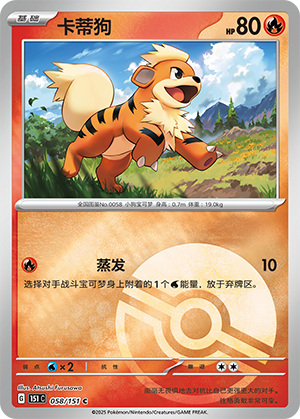 基础 卡蒂狗 HP 80
全国图鉴No.0058 小狗宝可梦 身高:0.7m 体重:19.0kg
蒸发 10
选择对手战斗宝可梦身上附着的1个能量,放于弃牌区。
弱点 ×2 抗性 撤退
Illus. Atsushi Furusawa
G 151 C 058/151 C
©2025 Pokémon/Nintendo/Creatures/GAME FREAK.